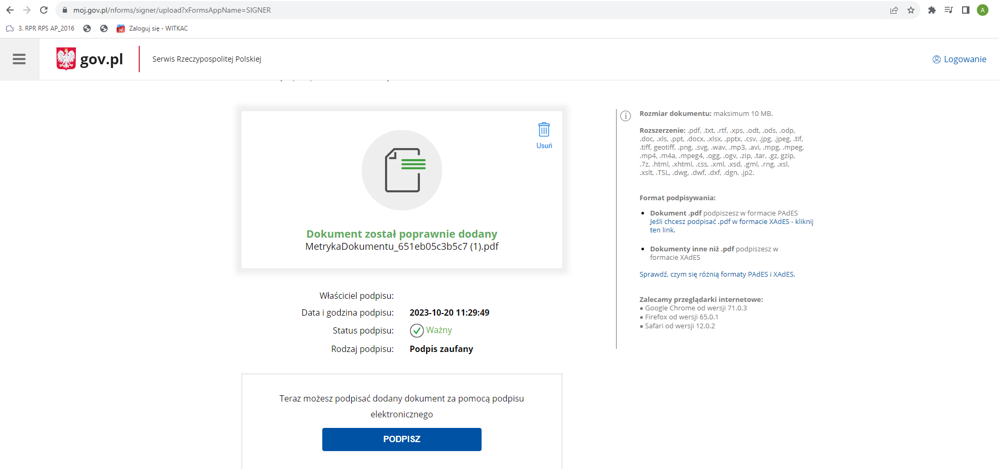 moj.gov.pl/nforms/signer/upload?xFormsAppName=SIGNER
A
3. RPR RPS AP_2016
Zaloguj się - WITKAC
gov.pl
Serwis Rzeczypospolitej Polskiej
Logowanie
Usuń
Dokument został poprawnie dodany
MetrykaDokumentu_651eb05c3b5c7 (1).pdf
Właściciel podpisu:
Data i godzina podpisu: 2023-10-20 11:29:49
Status podpisu: Ważny
Rodzaj podpisu: Podpis zaufany
Teraz możesz podpisać dodany dokument za pomocą podpisu
elektronicznego
PODPISZ
Rozmiar dokumentu: maksimum 10 MB.
Rozszerzenie: .pdf, .txt, .rtf, .xps, .odt, .ods, .odp,
.doc, .xls, .ppt, .docx, .xlsx, .pptx, .csv, .jpg, .jpeg, .tif,
.tiff, geotiff, .png, .svg, .wav, .mp3, .avi, .mpg, .mpeg,
.mp4, .m4a, .mpeg4, .ogg, .ogv, .zip, .tar, .gz, gzip,
.7z, .html, .xhtml, .css, .xml, .xsd, .gml, .rng, .xsl,
.xslt, .TSL, .dwg, .dwf, .dxf, .dgn, .jp2.
Format podpisywania:
• Dokument .pdf podpiszesz w formacie PAdES
Jeśli chcesz podpisać .pdf w formacie XAdES - kliknij
ten link.
• Dokumenty inne niż .pdf podpiszesz w
formacie XAdES
Sprawdź, czym się różnią formaty PAdES i XAdES.
Zalecamy przeglądarki internetowe:
● Google Chrome od wersji 71.0.3
● Firefox od wersji 65.0.1
● Safari od wersji 12.0.2